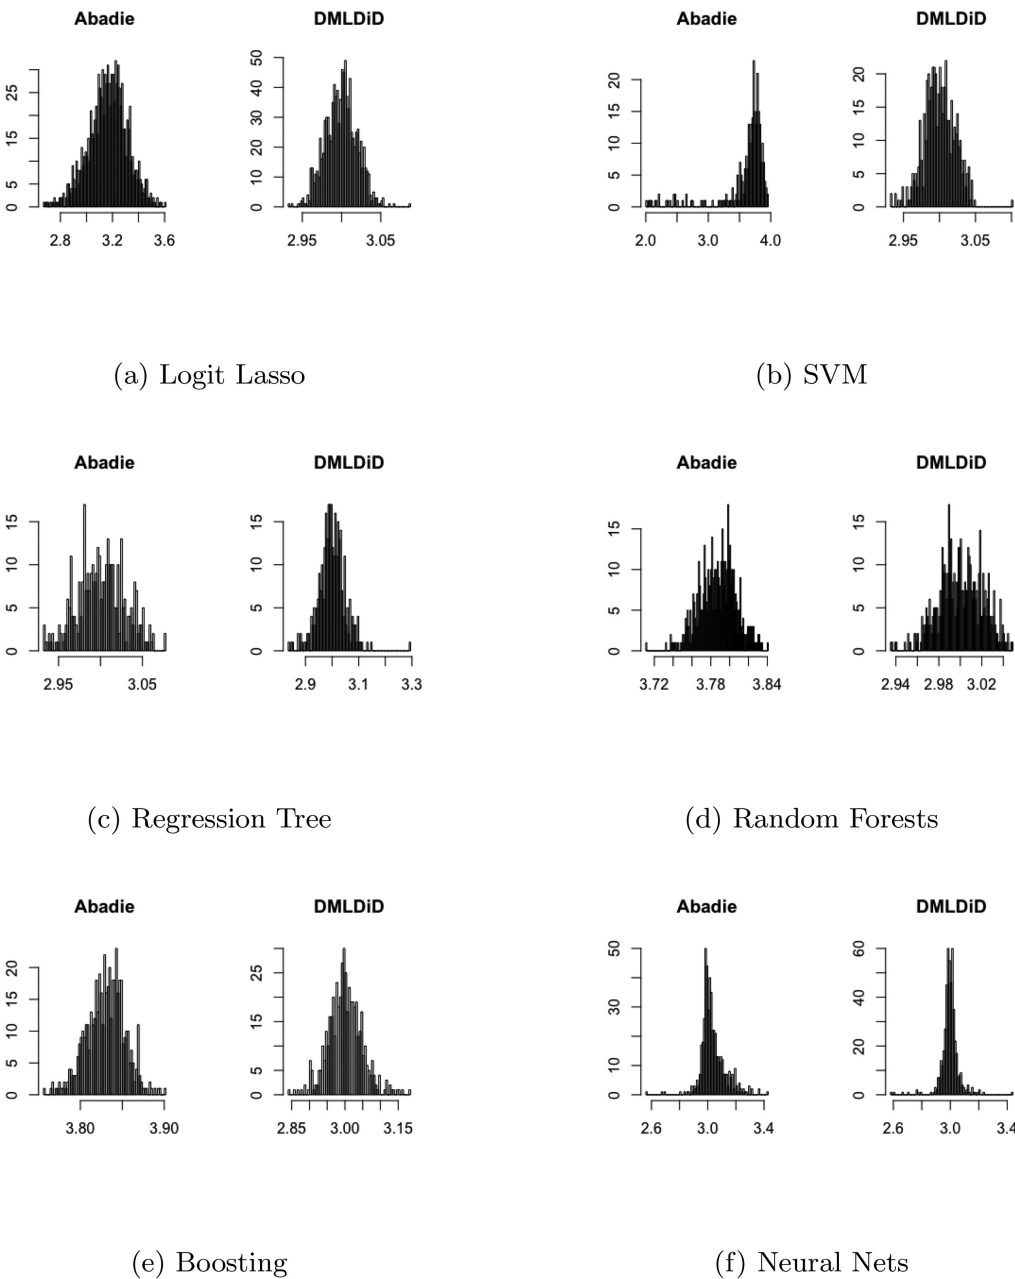 Abadie DMLDiD Abadie DMLDiD
0 5 15 25
2.8 3.2 3.6
0 10 20 30 40 50
2.95 3.05
0 5 10 15 20
2.0 3.0 4.0
0 5 10 15 20
2.95 3.05
(a) Logit Lasso (b) SVM
Abadie DMLDiD Abadie DMLDiD
0 5 10 15
2.95 3.05
0 5 10 15
2.9 3.1 3.3
0 5 10 15
3.72 3.78 3.84
0 5 10 15
2.94 2.98 3.02
(c) Regression Tree (d) Random Forests
Abadie DMLDiD Abadie DMLDiD
0 5 10 15 20
3.80 3.90
0 5 15 25
2.85 3.00 3.15
0 10 30 50
2.6 3.0 3.4
0 20 40 60
2.6 3.0 3.4
(e) Boosting (f) Neural Nets